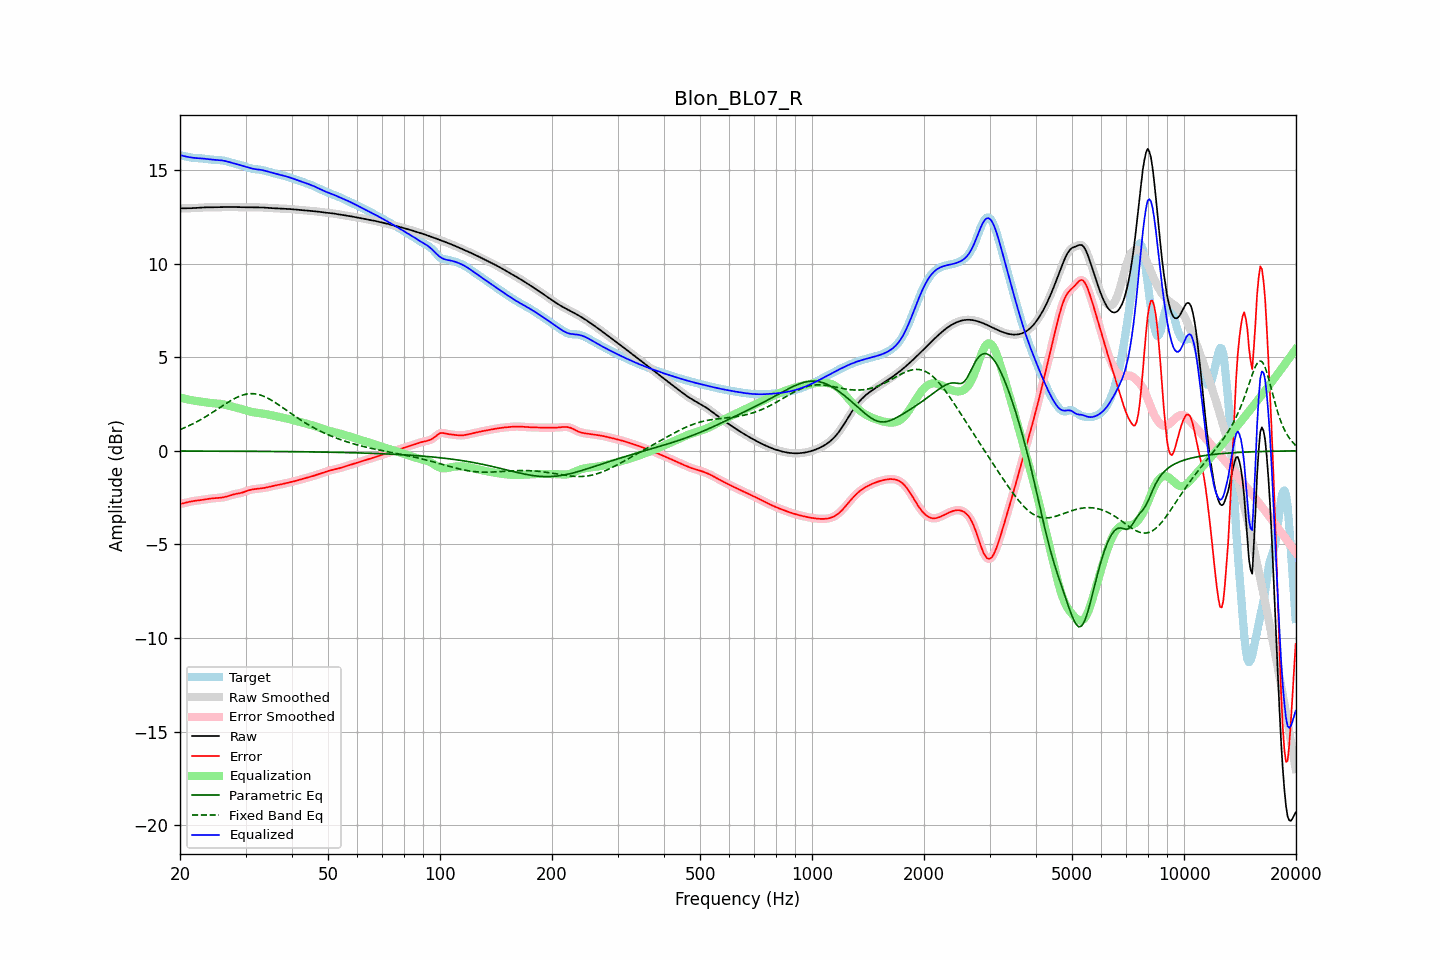 Blon_BL07_R
Amplitude (dBr)
15
10
5
0
−5
−10
−15
−20
Target
Raw Smoothed
Error Smoothed
Raw
Error
Equalization
Parametric Eq
Fixed Band Eq
Equalized
20 50 100 200 500 1000 2000 5000 10000 20000
Frequency (Hz)